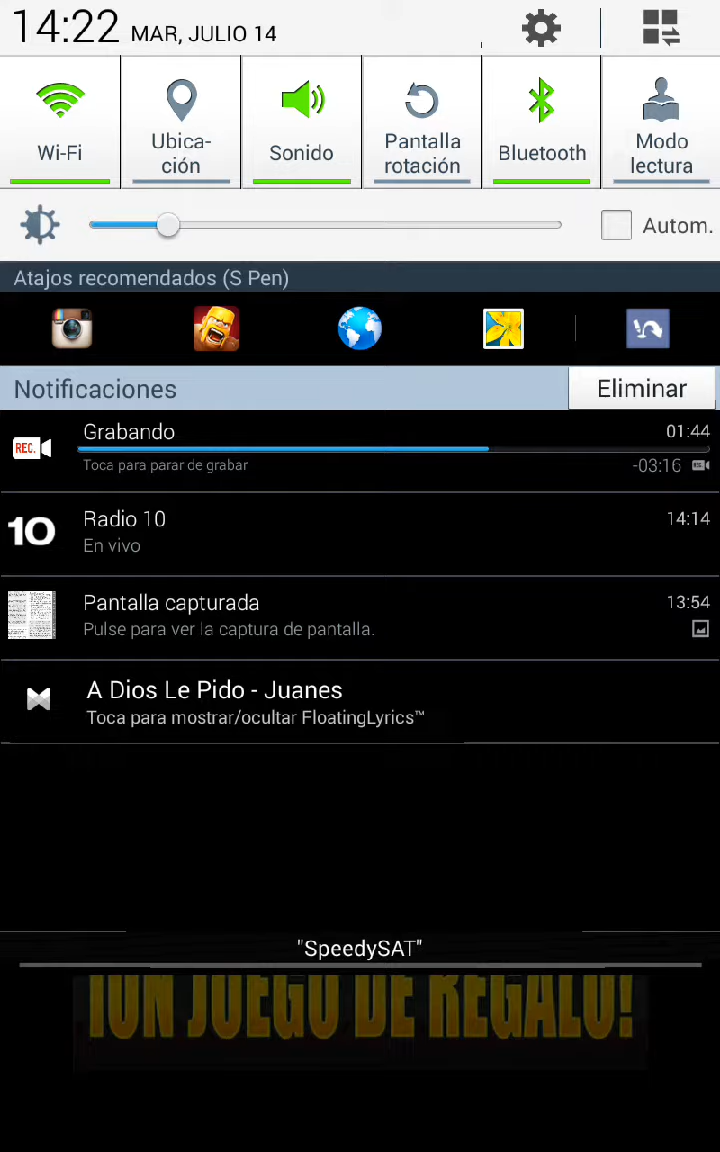 14:22 MAR, JULIO 14
Wi-Fi
Ubica-
ción
Sonido
Pantalla
rotación
Bluetooth
Modo
lectura
Autom.
Atajos recomendados (S Pen)
Notificaciones
Eliminar
REC.
Grabando
01:44
Toca para parar de grabar
-03:16
10
Radio 10
14:14
En vivo
Pantalla capturada
13:54
Pulse para ver la captura de pantalla.
A Dios Le Pido - Juanes
Toca para mostrar/ocultar FloatingLyrics™
"SpeedySAT"
¡UN JUEGO DE REGALO!